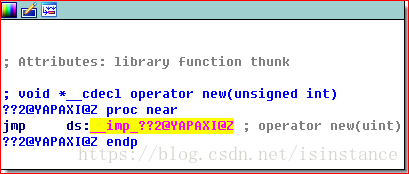 ; Attributes: library function thunk
; void *__cdecl operator new(unsigned int)
??2@YAPAXI@Z proc near
jmp     ds:__imp_??2@YAPAXI@Z ; operator new(uint)
??2@YAPAXI@Z endp
https://blog.csdn.net/isinstance